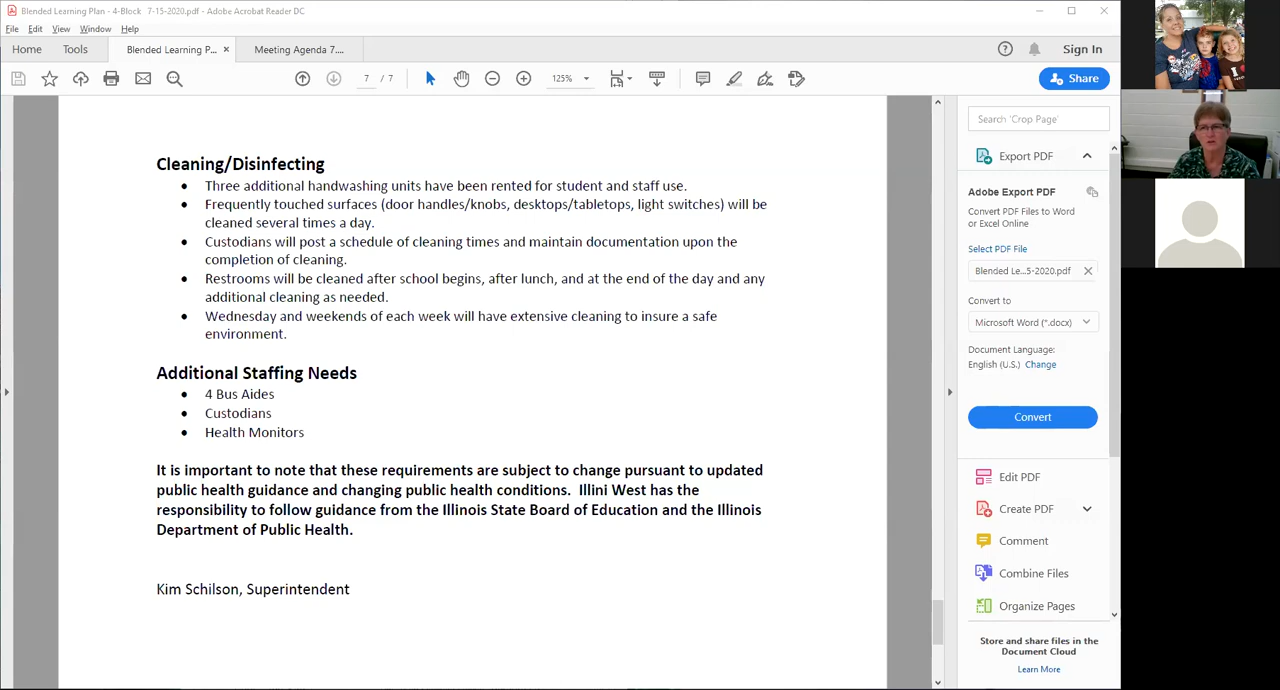 Blended Learning Plan - 4-Block   7-15-2020.pdf - Adobe Acrobat Reader DC
File Edit View Window Help
Home Tools Blended Learning P... × Meeting Agenda 7.... Sign In
7 / 7 125% Share
Cleaning/Disinfecting
• Three additional handwashing units have been rented for student and staff use.
• Frequently touched surfaces (door handles/knobs, desktops/tabletops, light switches) will be
cleaned several times a day.
• Custodians will post a schedule of cleaning times and maintain documentation upon the
completion of cleaning.
• Restrooms will be cleaned after school begins, after lunch, and at the end of the day and any
additional cleaning as needed.
• Wednesday and weekends of each week will have extensive cleaning to insure a safe
environment.
Additional Staffing Needs
• 4 Bus Aides
• Custodians
• Health Monitors
It is important to note that these requirements are subject to change pursuant to updated
public health guidance and changing public health conditions.  Illini West has the
responsibility to follow guidance from the Illinois State Board of Education and the Illinois
Department of Public Health.
Kim Schilson, Superintendent
Search 'Crop Page'
Export PDF
Adobe Export PDF
Convert PDF Files to Word
or Excel Online
Select PDF File
Blended Le...5-2020.pdf
Convert to
Microsoft Word (*.docx)
Document Language:
English (U.S.) Change
Convert
Edit PDF
Create PDF
Comment
Combine Files
Organize Pages
Store and share files in the
Document Cloud
Learn More